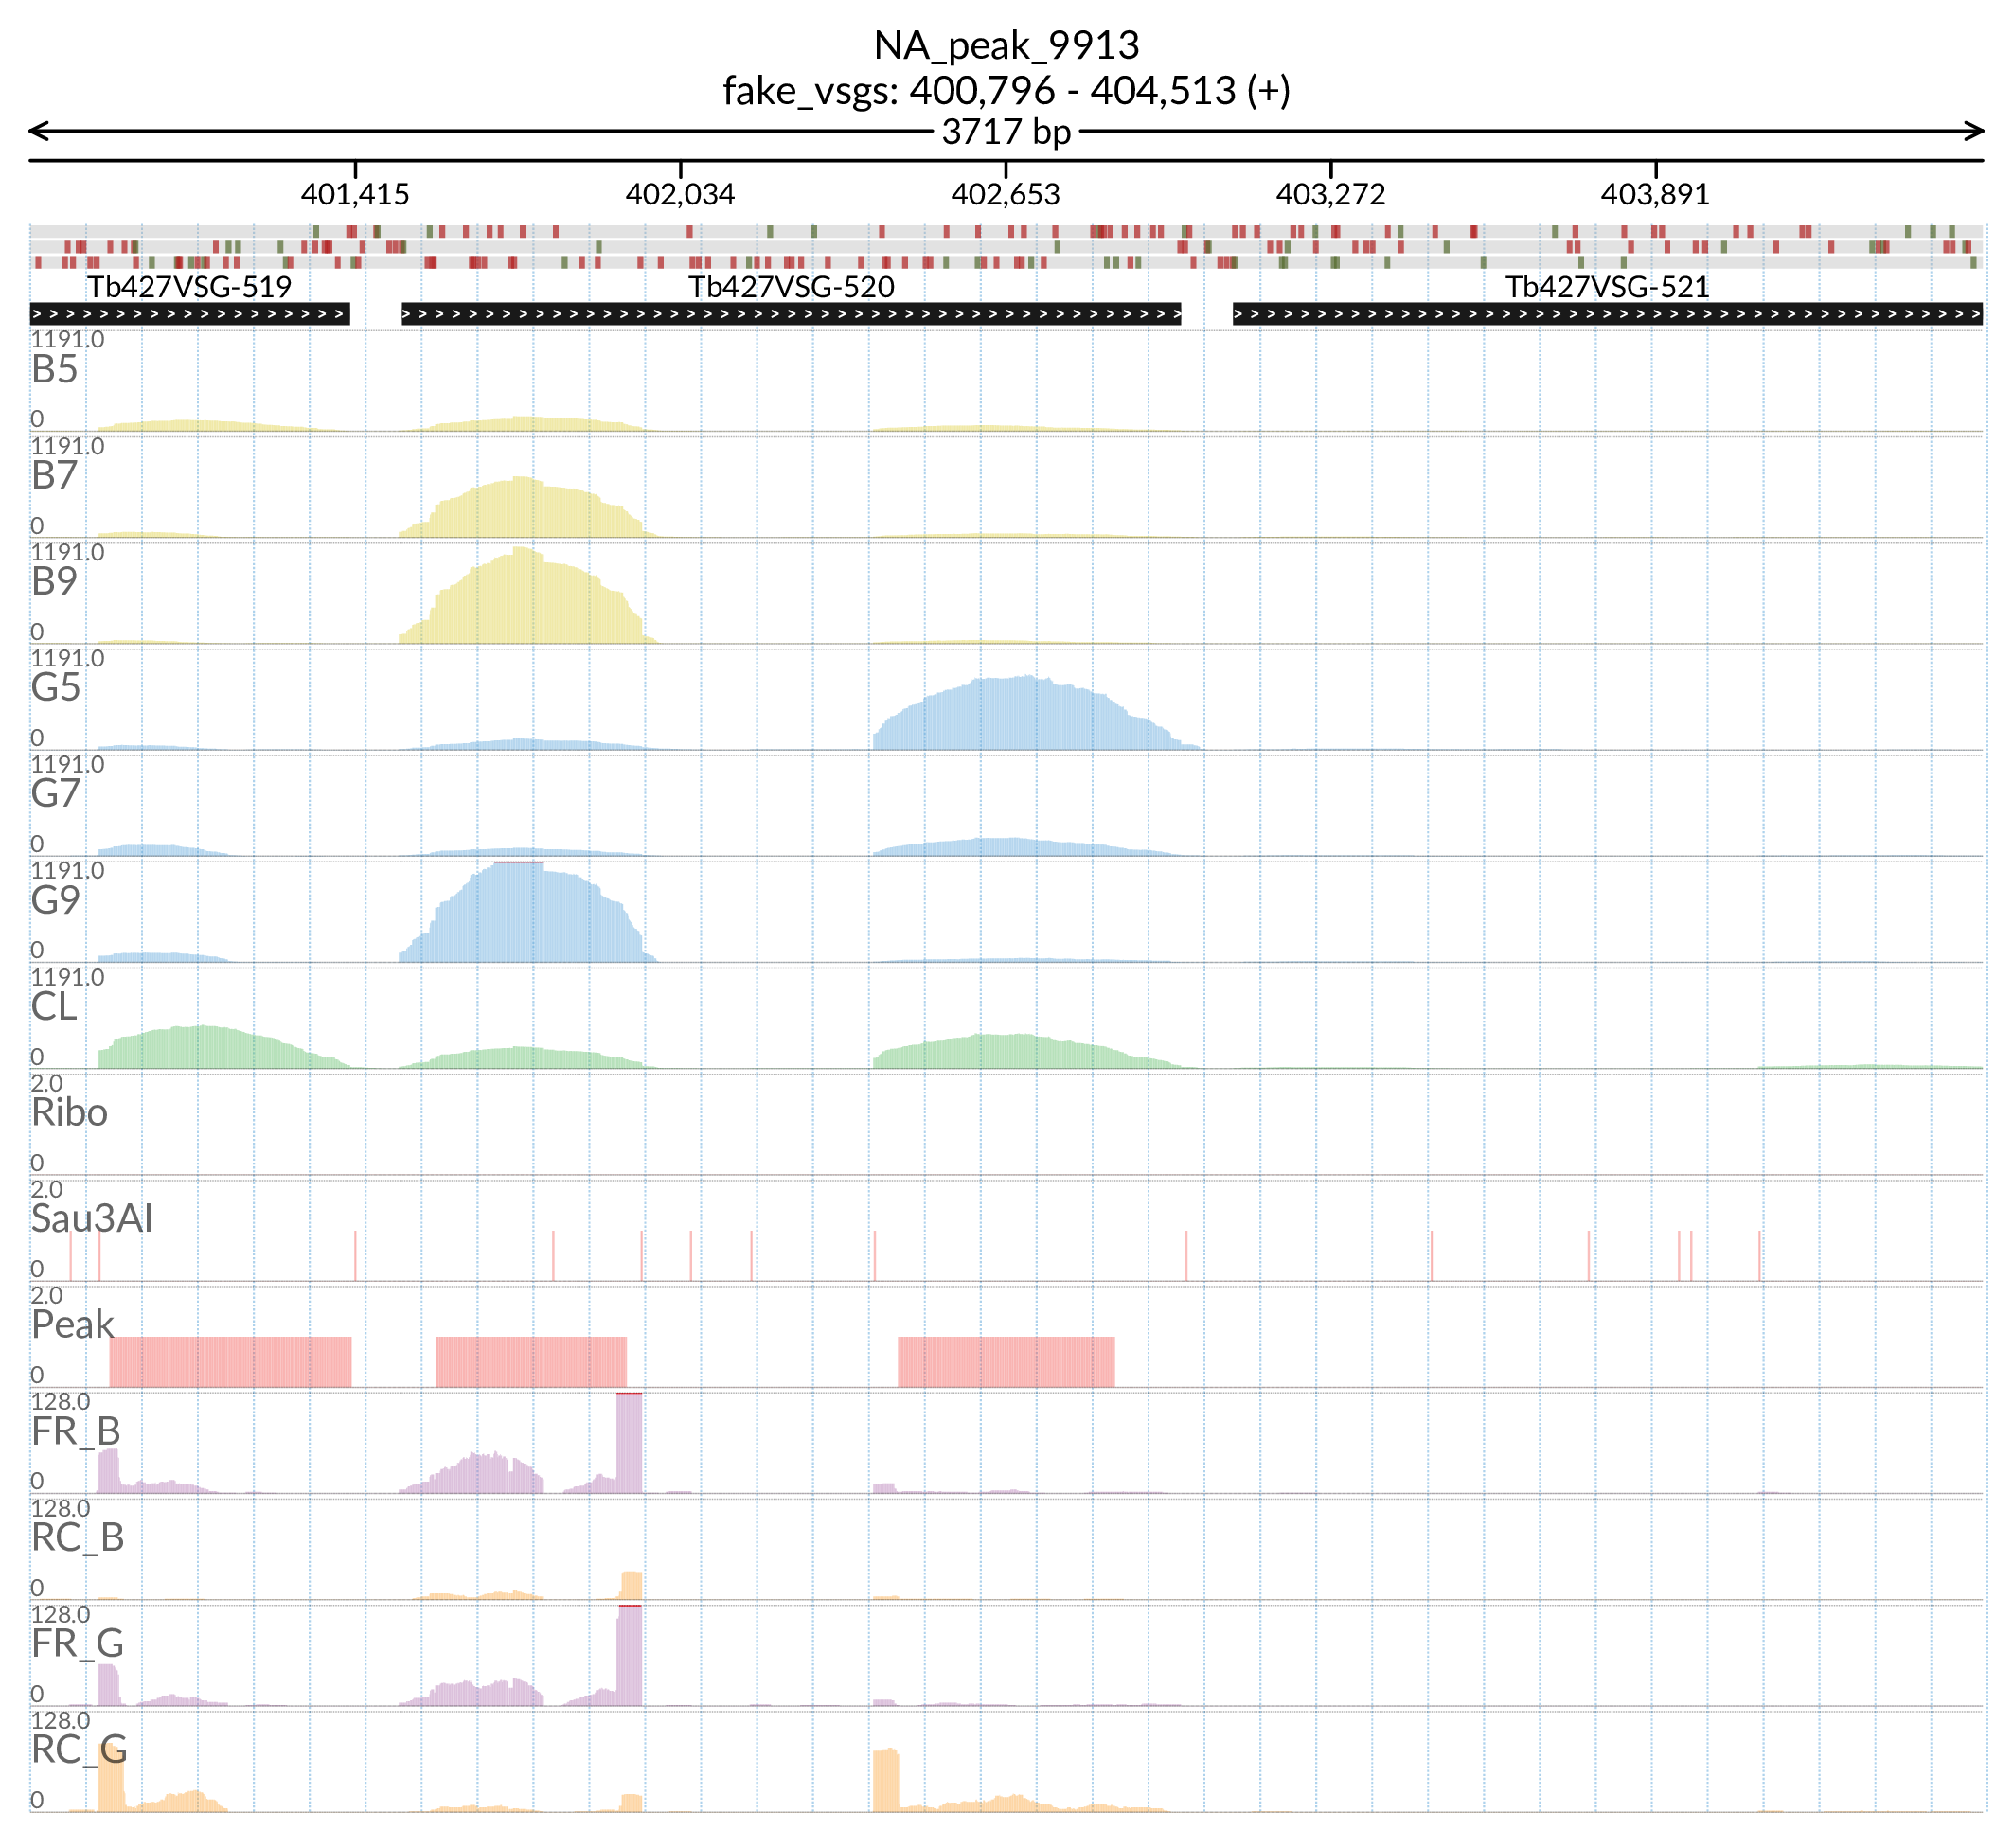 NA_peak_9913
fake_vsgs: 400,796 - 404,513 (+)
3717 bp
401,415 402,034 402,653 403,272 403,891
Tb427VSG-519 Tb427VSG-520 Tb427VSG-521
1191.0
B5
0
1191.0
B7
0
1191.0
B9
0
1191.0
G5
0
1191.0
G7
0
1191.0
G9
0
1191.0
CL
0
2.0
Ribo
0
2.0
Sau3AI
0
2.0
Peak
0
128.0
FR_B
0
128.0
RC_B
0
128.0
FR_G
0
128.0
RC_G
0